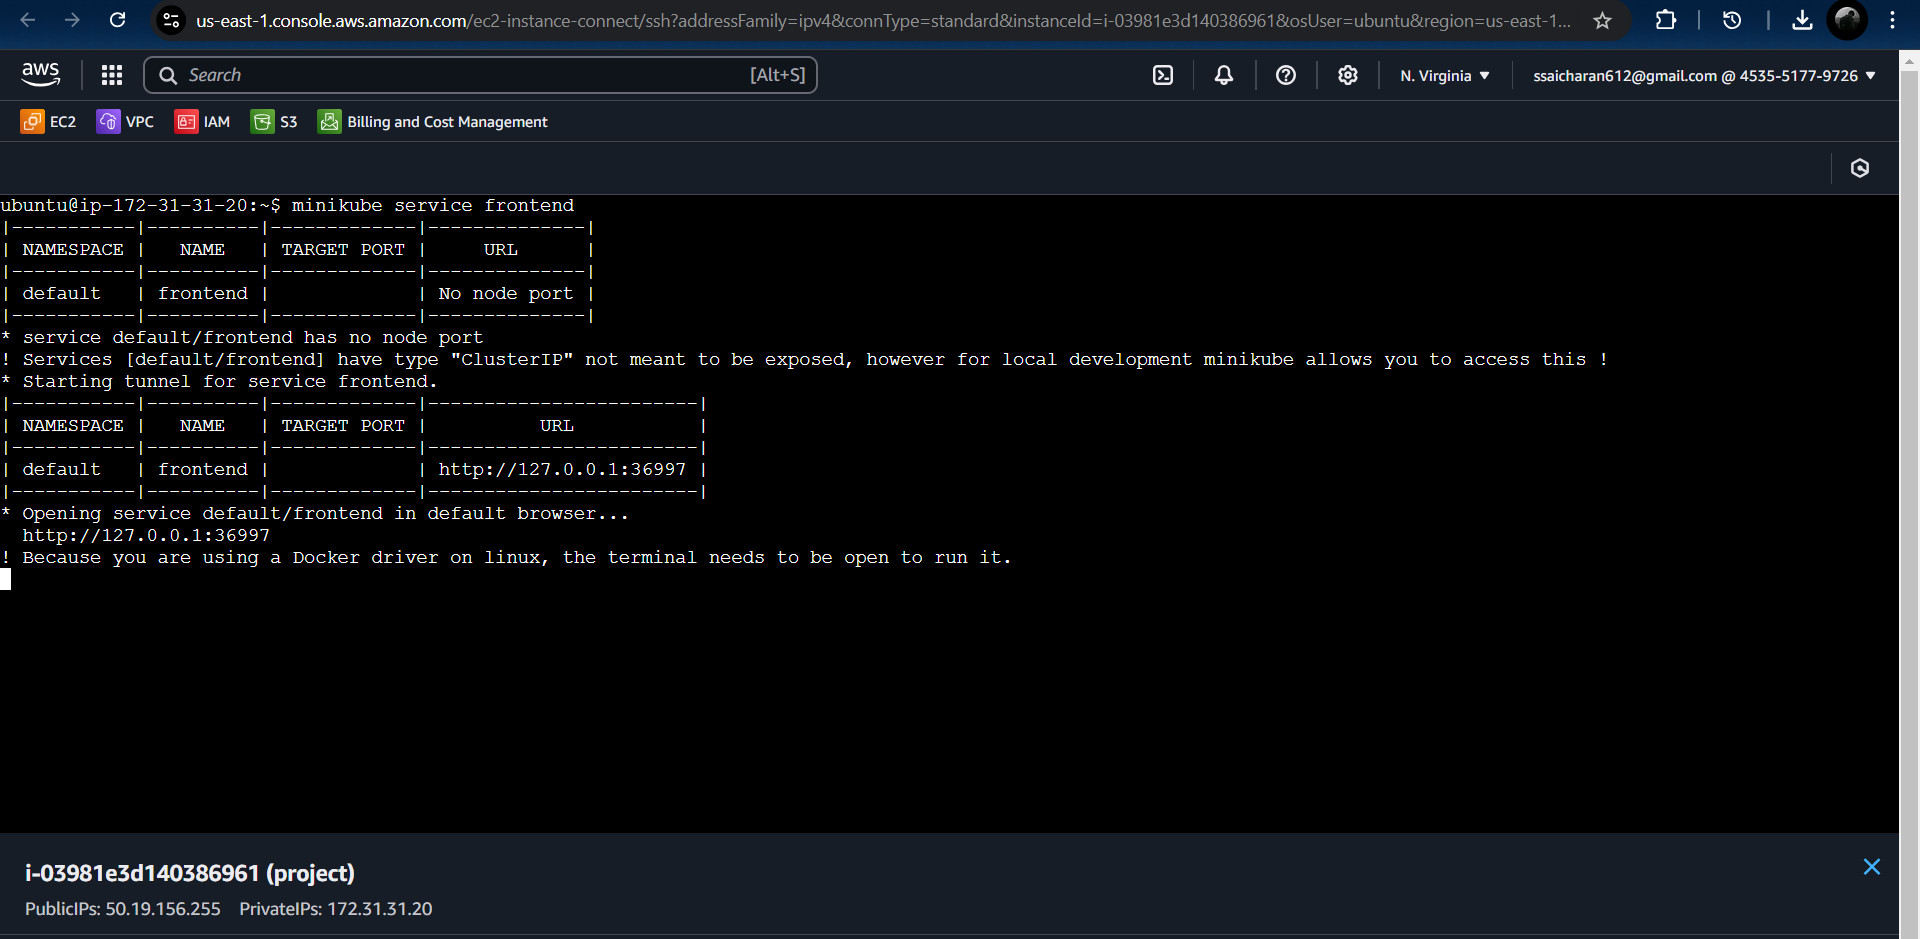 us-east-1.console.aws.amazon.com/ec2-instance-connect/ssh?addressFamily=ipv4&connType=standard&instanceId=i-03981e3d140386961&osUser=ubuntu&region=us-east-1...
aws Search [Alt+S] N. Virginia ▼ ssaicharan612@gmail.com @ 4535-5177-9726 ▼
EC2 VPC IAM S3 Billing and Cost Management
ubuntu@ip-172-31-31-20:~$ minikube service frontend
|-----------|----------|-------------|--------------|
| NAMESPACE |   NAME   | TARGET PORT |     URL      |
|-----------|----------|-------------|--------------|
| default   | frontend |             | No node port |
|-----------|----------|-------------|--------------|
* service default/frontend has no node port
! Services [default/frontend] have type "ClusterIP" not meant to be exposed, however for local development minikube allows you to access this !
* Starting tunnel for service frontend.
|-----------|----------|-------------|------------------------|
| NAMESPACE |   NAME   | TARGET PORT |          URL           |
|-----------|----------|-------------|------------------------|
| default   | frontend |             | http://127.0.0.1:36997 |
|-----------|----------|-------------|------------------------|
* Opening service default/frontend in default browser...
  http://127.0.0.1:36997
! Because you are using a Docker driver on linux, the terminal needs to be open to run it.
i-03981e3d140386961 (project)
PublicIPs: 50.19.156.255 PrivateIPs: 172.31.31.20